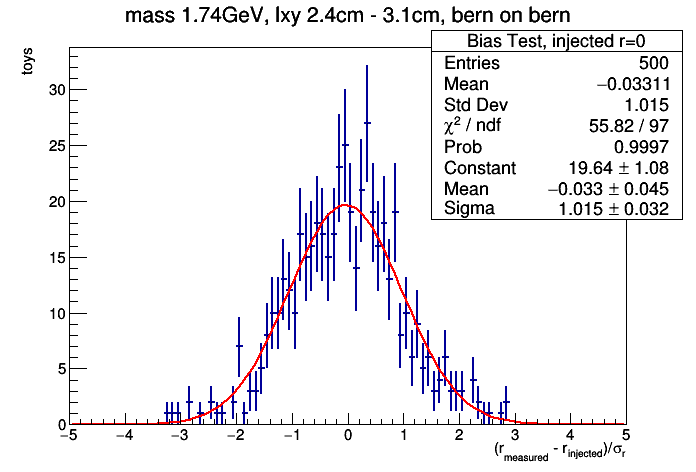 mass 1.74GeV, lxy 2.4cm - 3.1cm, bern on bern
toys
Bias Test, injected r=0
Entries 500
Mean −0.03311
Std Dev 1.015
χ² / ndf 55.82 / 97
Prob 0.9997
Constant 19.64 ± 1.08
Mean −0.033 ± 0.045
Sigma 1.015 ± 0.032
30
25
20
15
10
5
0
−5 −4 −3 −2 −1 0 1 2 3 4 5
(r_measured - r_injected)/σ_r